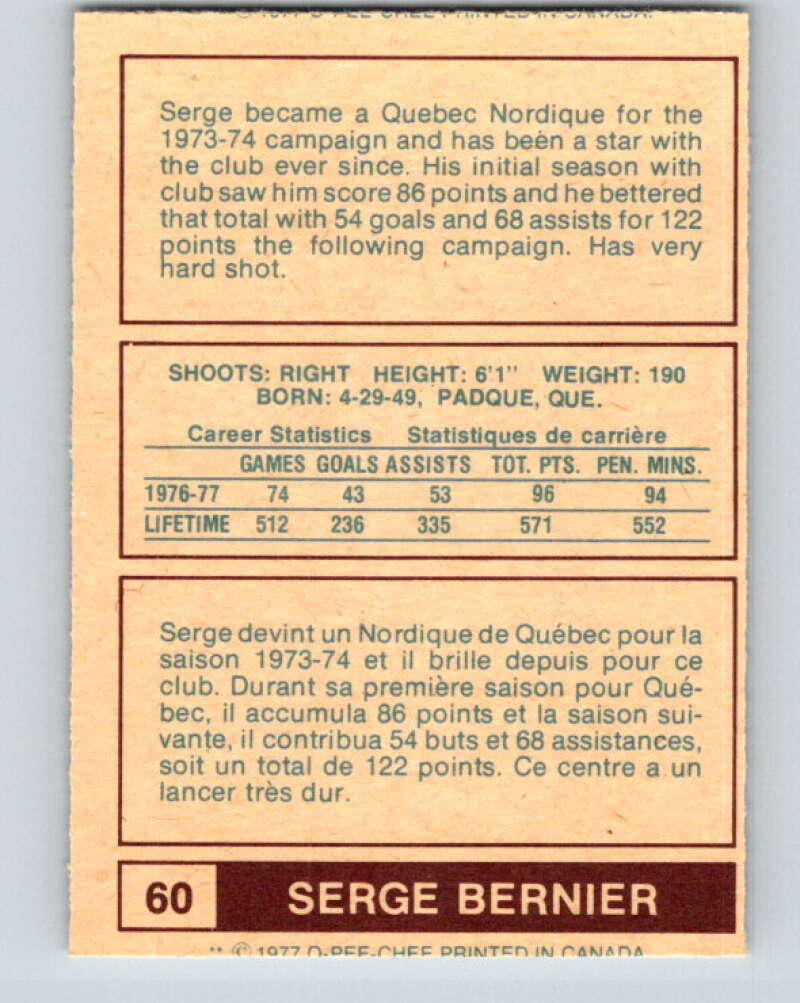 © 1977 O-PEE-CHEE PRINTED IN CANADA.
Serge became a Quebec Nordique for the
1973-74 campaign and has been a star with
the club ever since. His initial season with
club saw him score 86 points and he bettered
that total with 54 goals and 68 assists for 122
points the following campaign. Has very
hard shot.
SHOOTS: RIGHT HEIGHT: 6'1" WEIGHT: 190
BORN: 4-29-49, PADQUE, QUE.
Career Statistics Statistiques de carrière
GAMES GOALS ASSISTS TOT. PTS. PEN. MINS.
1976-77 74 43 53 96 94
LIFETIME 512 236 335 571 552
Serge devint un Nordique de Québec pour la
saison 1973-74 et il brille depuis pour ce
club. Durant sa première saison pour Qué-
bec, il accumula 86 points et la saison sui-
vante, il contribua 54 buts et 68 assistances,
soit un total de 122 points. Ce centre a un
lancer très dur.
60 SERGE BERNIER
** © 1977 O-PEE-CHEE PRINTED IN CANADA